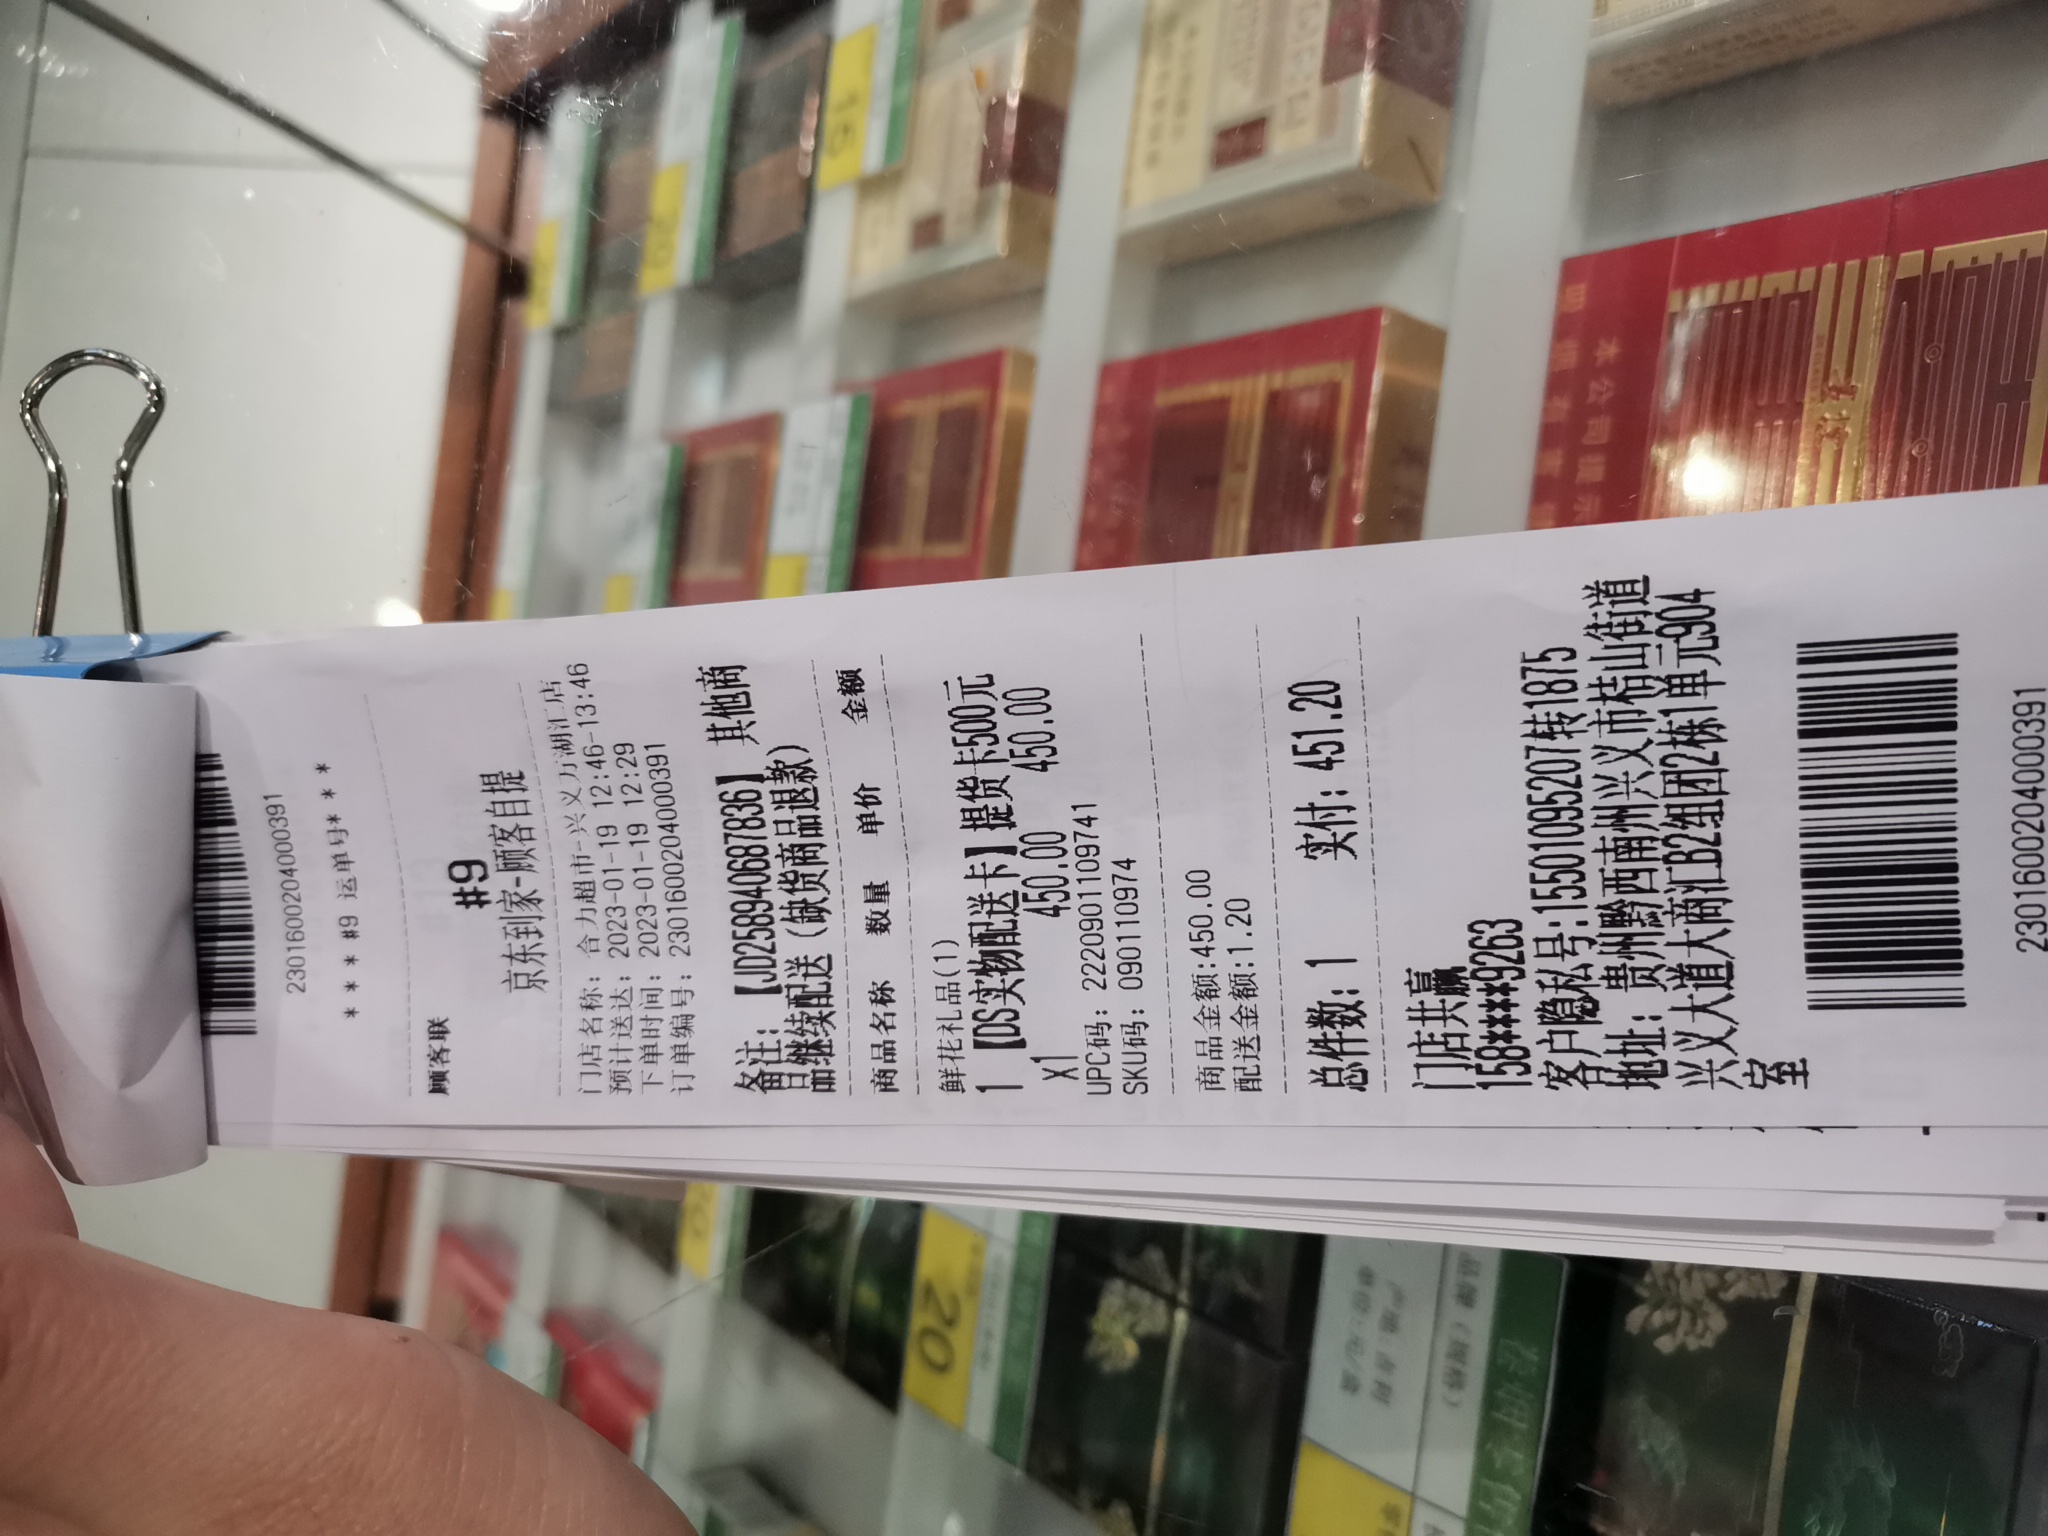 2301600204000391
* * * #9 运单号* * *
顾客联
#9
京东到家-顾客自提
门店名称: 合力超市-兴义万湖汇店
预计送达: 2023-01-19 12:46-13:46
下单时间: 2023-01-19 12:29
订单编号: 2301600204000391
备注: 【JD258940687836】 其他商
品继续配送(缺货商品退款)
商品名称 数量 单价 金额
鲜花礼品(1)
1 【DS实物配送卡】提货卡500元
x1 450.00 450.00
UPC码: 2220901109741
SKU码: 090110974
商品金额:450.00
配送金额:1.20
总件数: 1 实付: 451.20
门店共赢
158****9263
客户隐私号:15501095207转1875
地址: 贵州黔西南州兴义市桔山街道
兴义大道大商汇B2组团2栋1单元904
室
2301600204000391
15
20
20
本公司提示